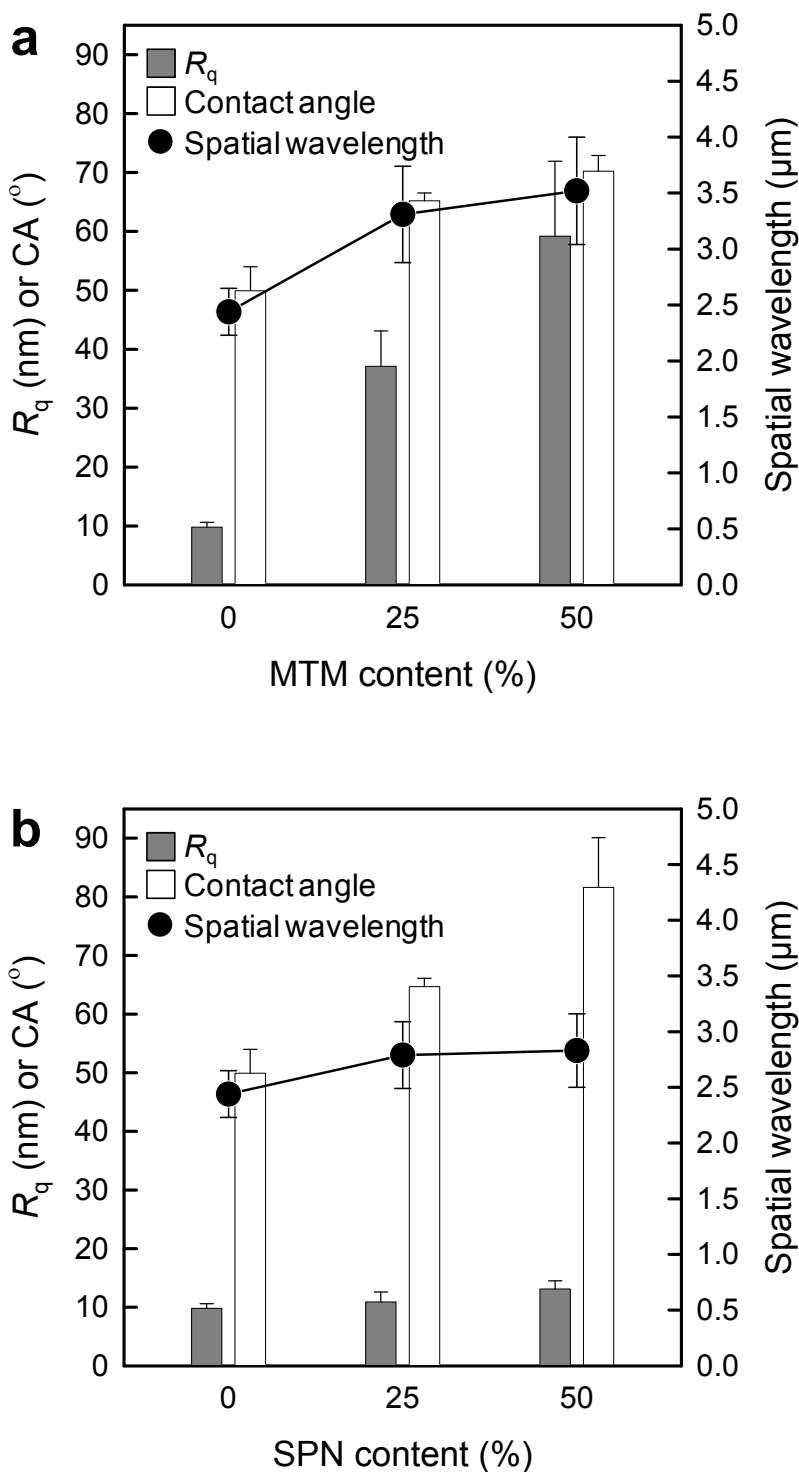 a
R_q
Contact angle
Spatial wavelength
90
80
70
60
50
40
30
20
10
0
R_q (nm) or CA (°)
5.0
4.5
4.0
3.5
3.0
2.5
2.0
1.5
1.0
0.5
0.0
Spatial wavelength (μm)
0 25 50
MTM content (%)
b
R_q
Contact angle
Spatial wavelength
90
80
70
60
50
40
30
20
10
0
R_q (nm) or CA (°)
5.0
4.5
4.0
3.5
3.0
2.5
2.0
1.5
1.0
0.5
0.0
Spatial wavelength (μm)
0 25 50
SPN content (%)